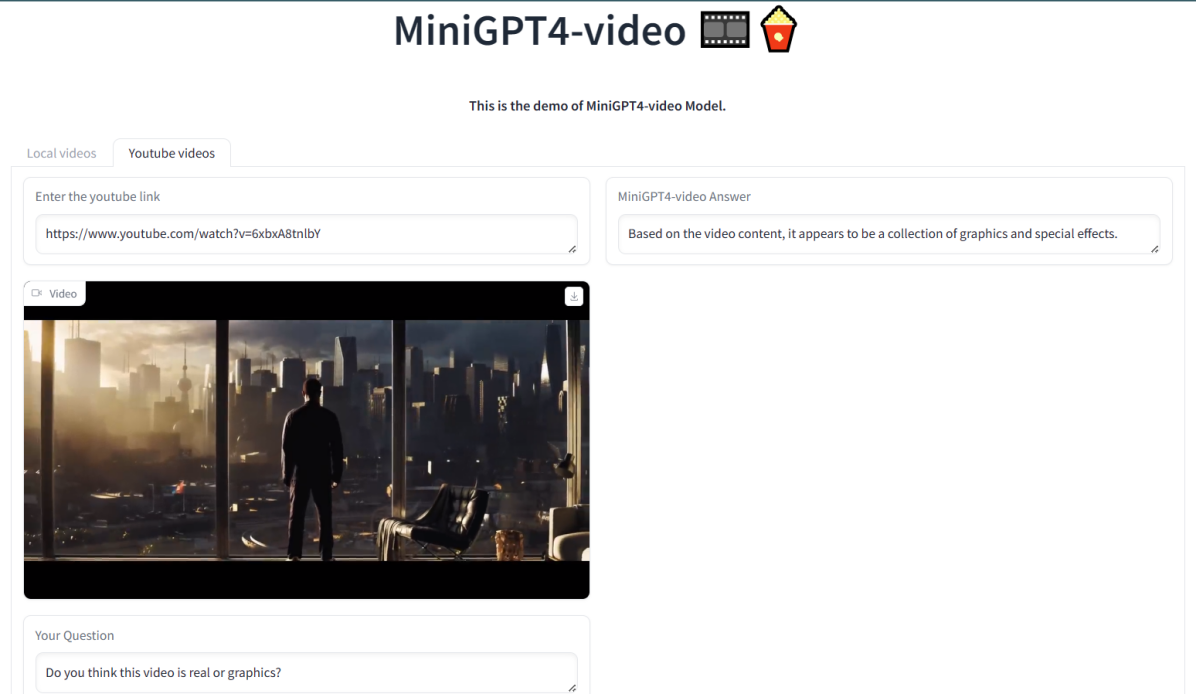 MiniGPT4-video 🎞️🍿
This is the demo of MiniGPT4-video Model.
Local videos
Youtube videos
Enter the youtube link
https://www.youtube.com/watch?v=6xbxA8tnlbY
MiniGPT4-video Answer
Based on the video content, it appears to be a collection of graphics and special effects.
Video
Your Question
Do you think this video is real or graphics?